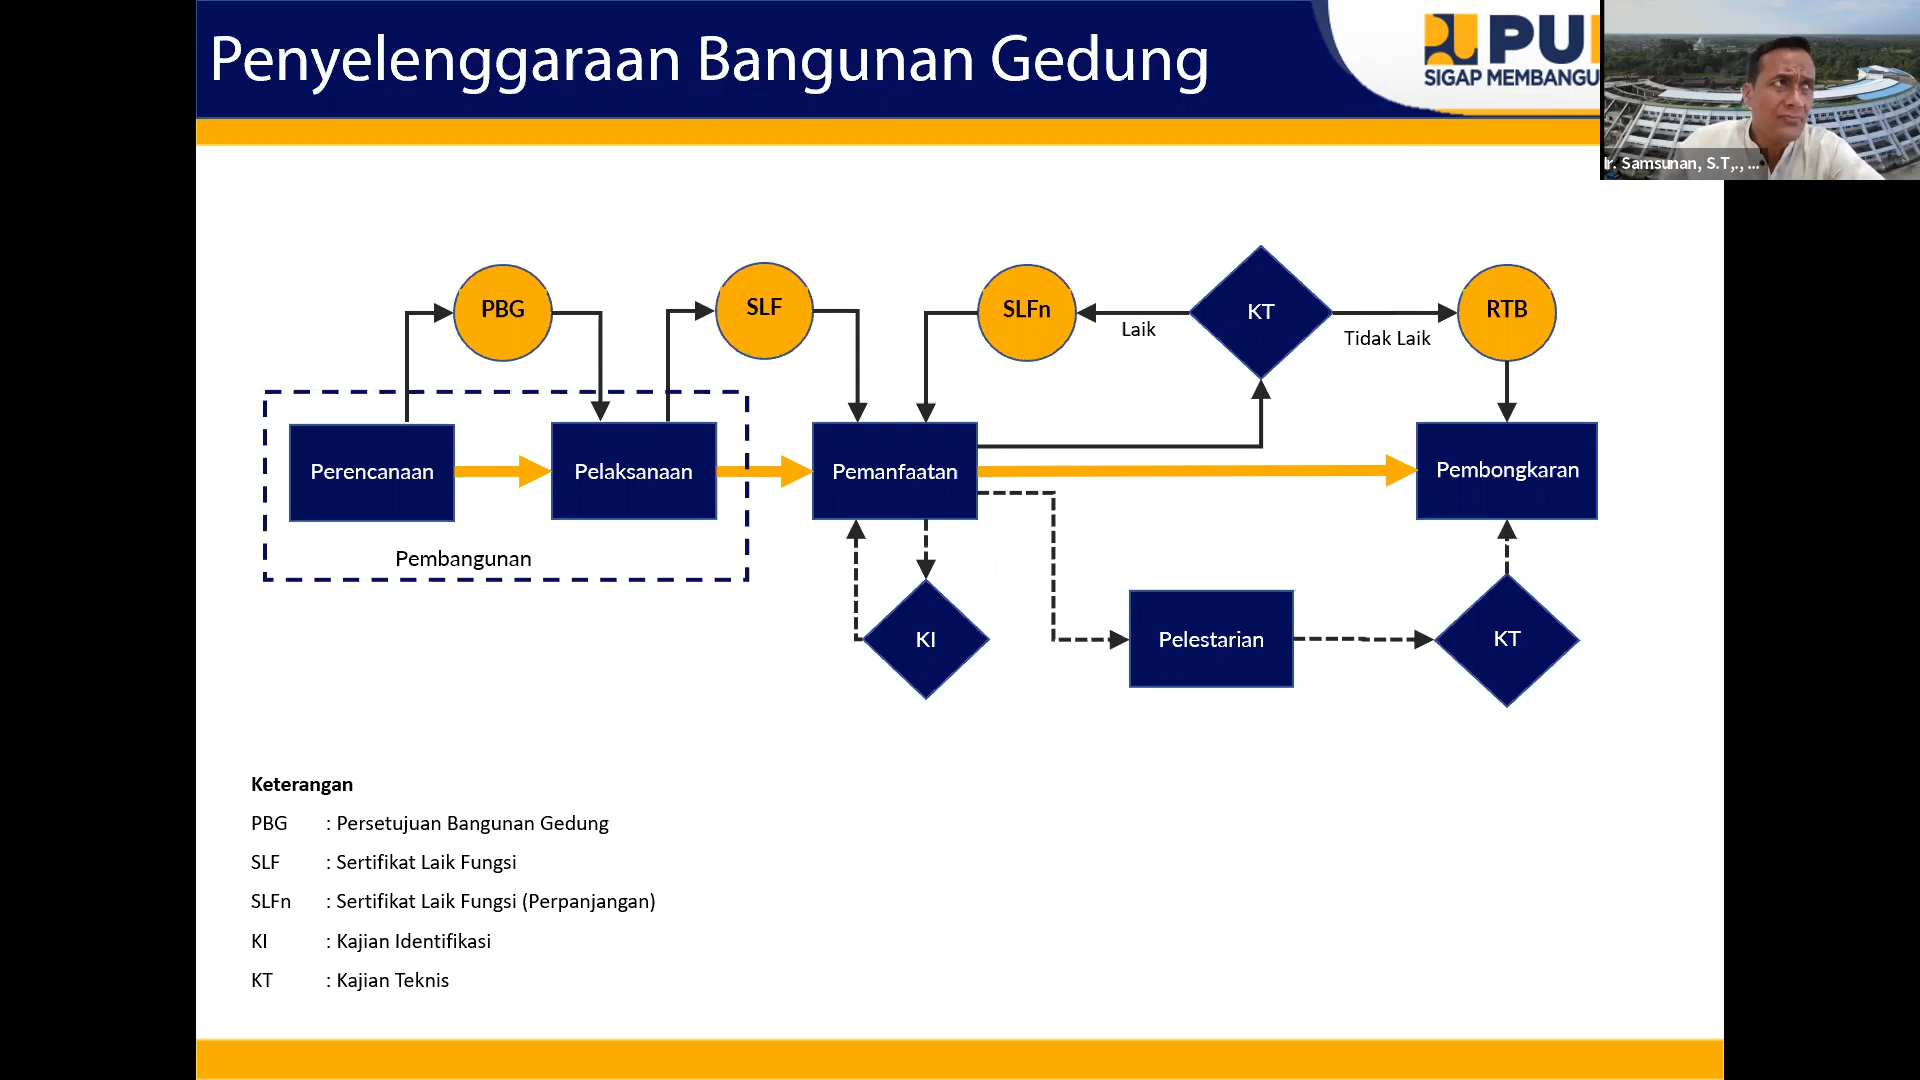 Penyelenggaraan Bangunan Gedung
PU
SIGAP MEMBANGU
Ir. Samsunan, S.T,., ...
PBG
SLF
SLFn
Laik
KT
Tidak Laik
RTB
Perencanaan
Pelaksanaan
Pemanfaatan
Pembongkaran
Pembangunan
KI
Pelestarian
KT
Keterangan
PBG : Persetujuan Bangunan Gedung
SLF : Sertifikat Laik Fungsi
SLFn : Sertifikat Laik Fungsi (Perpanjangan)
KI : Kajian Identifikasi
KT : Kajian Teknis